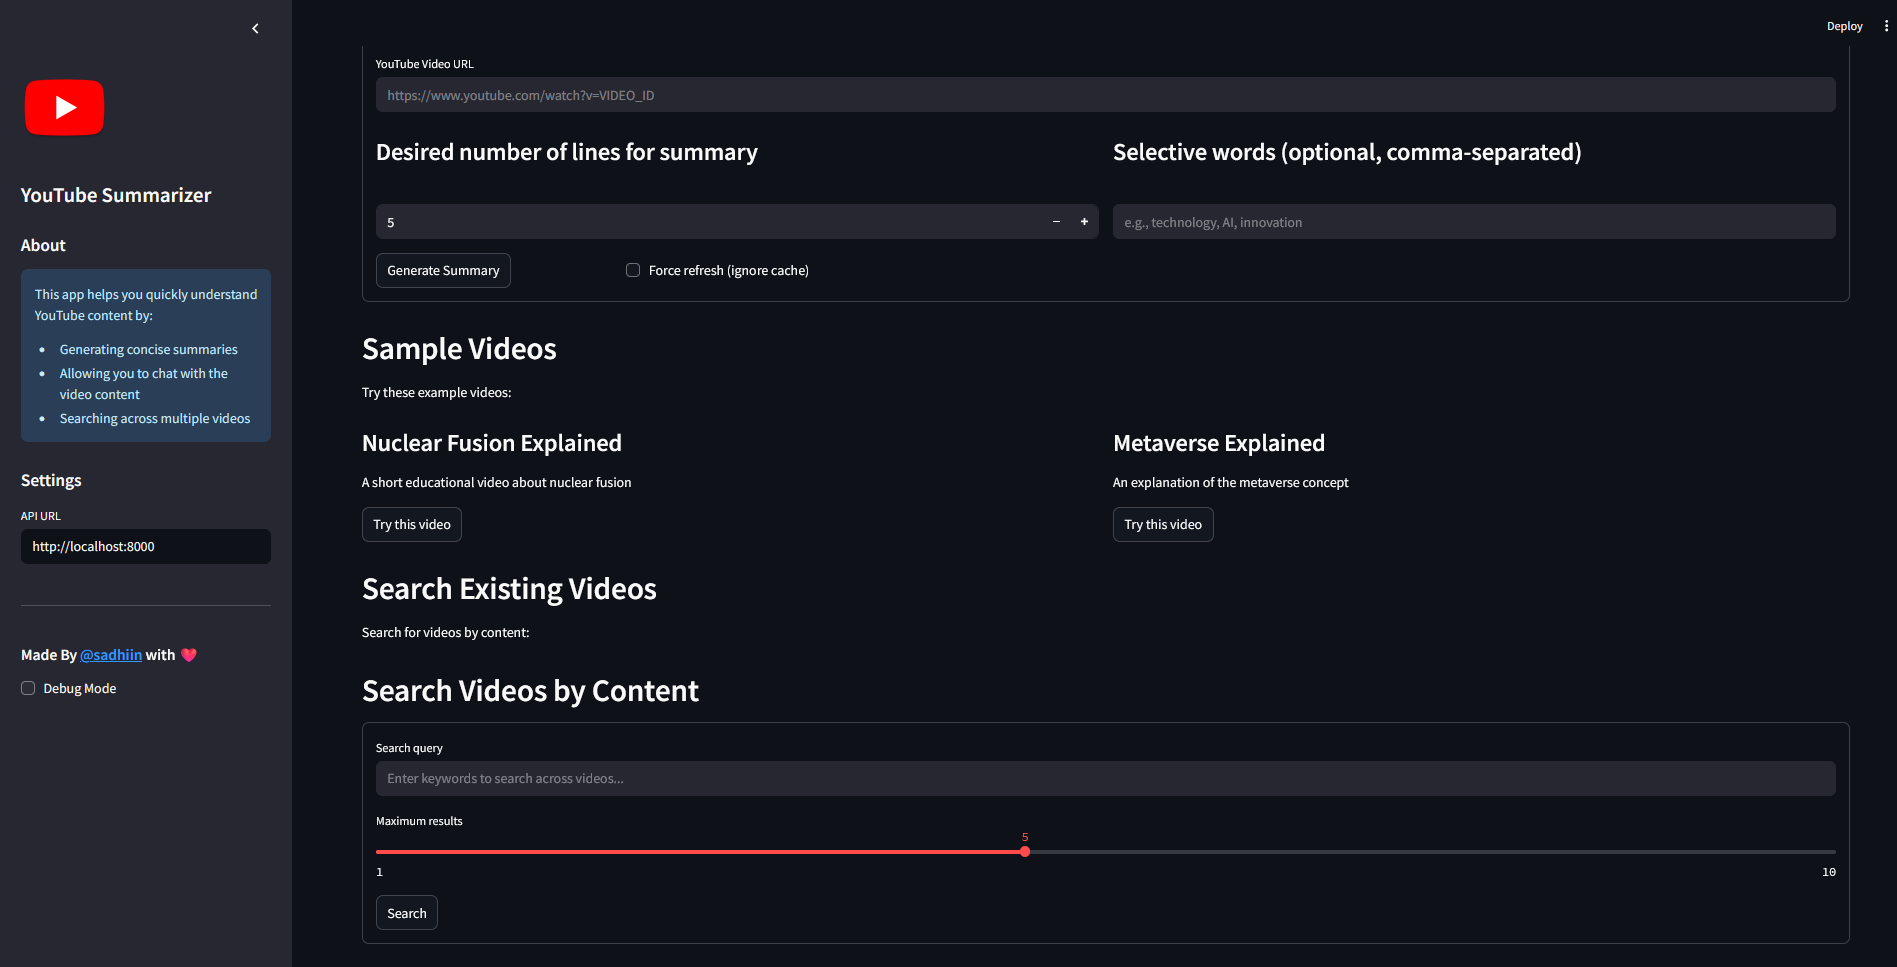 YouTube Summarizer
About
This app helps you quickly understand
YouTube content by:
Generating concise summaries
Allowing you to chat with the
video content
Searching across multiple videos
Settings
API URL
http://localhost:8000
Made By @sadhiin with
Debug Mode
Deploy
YouTube Video URL
https://www.youtube.com/watch?v=VIDEO_ID
Desired number of lines for summary
Selective words (optional, comma-separated)
5
e.g., technology, AI, innovation
Generate Summary
Force refresh (ignore cache)
Sample Videos
Try these example videos:
Nuclear Fusion Explained
Metaverse Explained
A short educational video about nuclear fusion
An explanation of the metaverse concept
Try this video
Try this video
Search Existing Videos
Search for videos by content:
Search Videos by Content
Search query
Enter keywords to search across videos...
Maximum results
5
1
10
Search